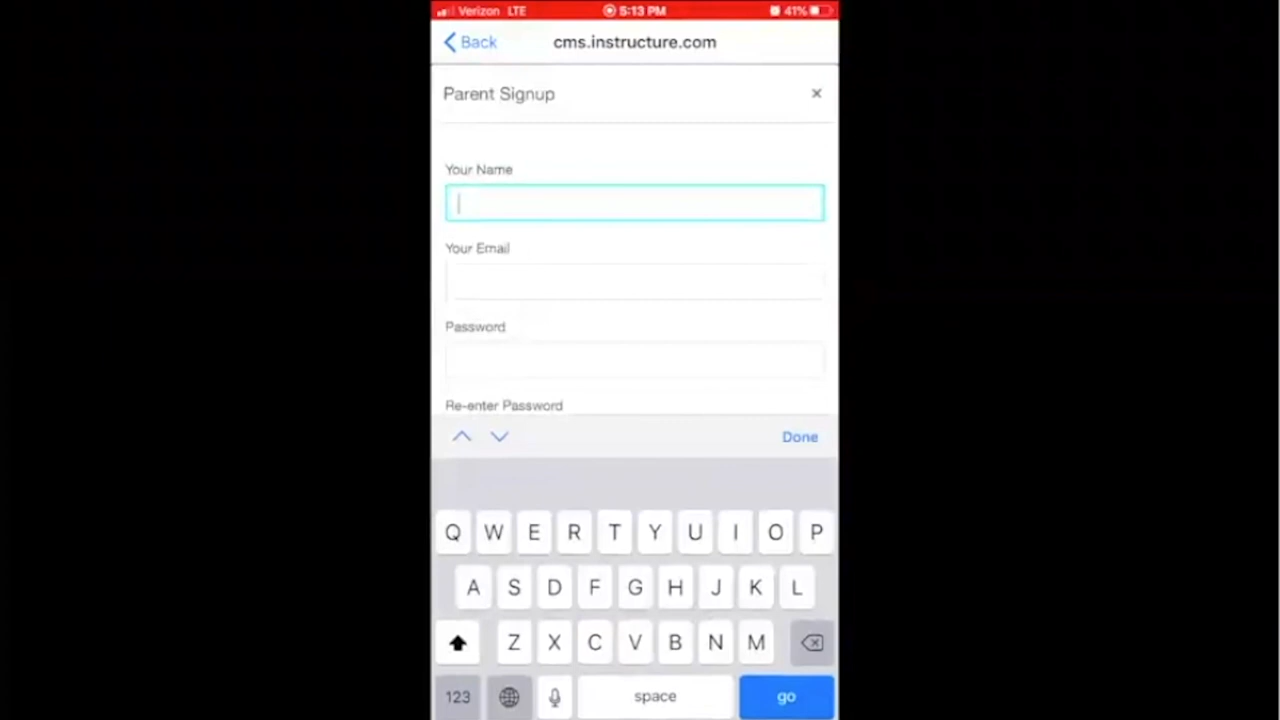 Verizon LTE 5:13 PM 41%
Back cms.instructure.com
Parent Signup ×
Your Name
Your Email
Password
Re-enter Password
Done
Q W E R T Y U I O P
A S D F G H J K L
Z X C V B N M
123 space go